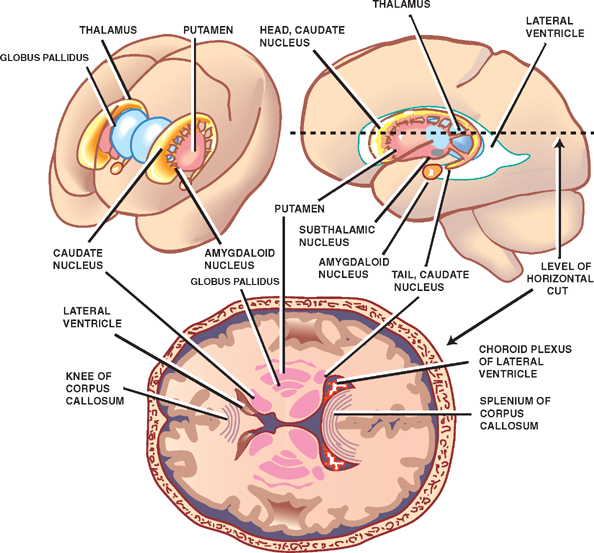 THALAMUS
PUTAMEN
GLOBUS PALLIDUS
HEAD, CAUDATE
NUCLEUS
THALAMUS
LATERAL
VENTRICLE
PUTAMEN
SUBTHALAMIC
NUCLEUS
CAUDATE
NUCLEUS
AMYGDALOID
NUCLEUS
AMYGDALOID
NUCLEUS
TAIL, CAUDATE
NUCLEUS
LEVEL OF
HORIZONTAL
CUT
GLOBUS PALLIDUS
LATERAL
VENTRICLE
KNEE OF
CORPUS
CALLOSUM
CHOROID PLEXUS
OF LATERAL
VENTRICLE
SPLENIUM OF
CORPUS
CALLOSUM